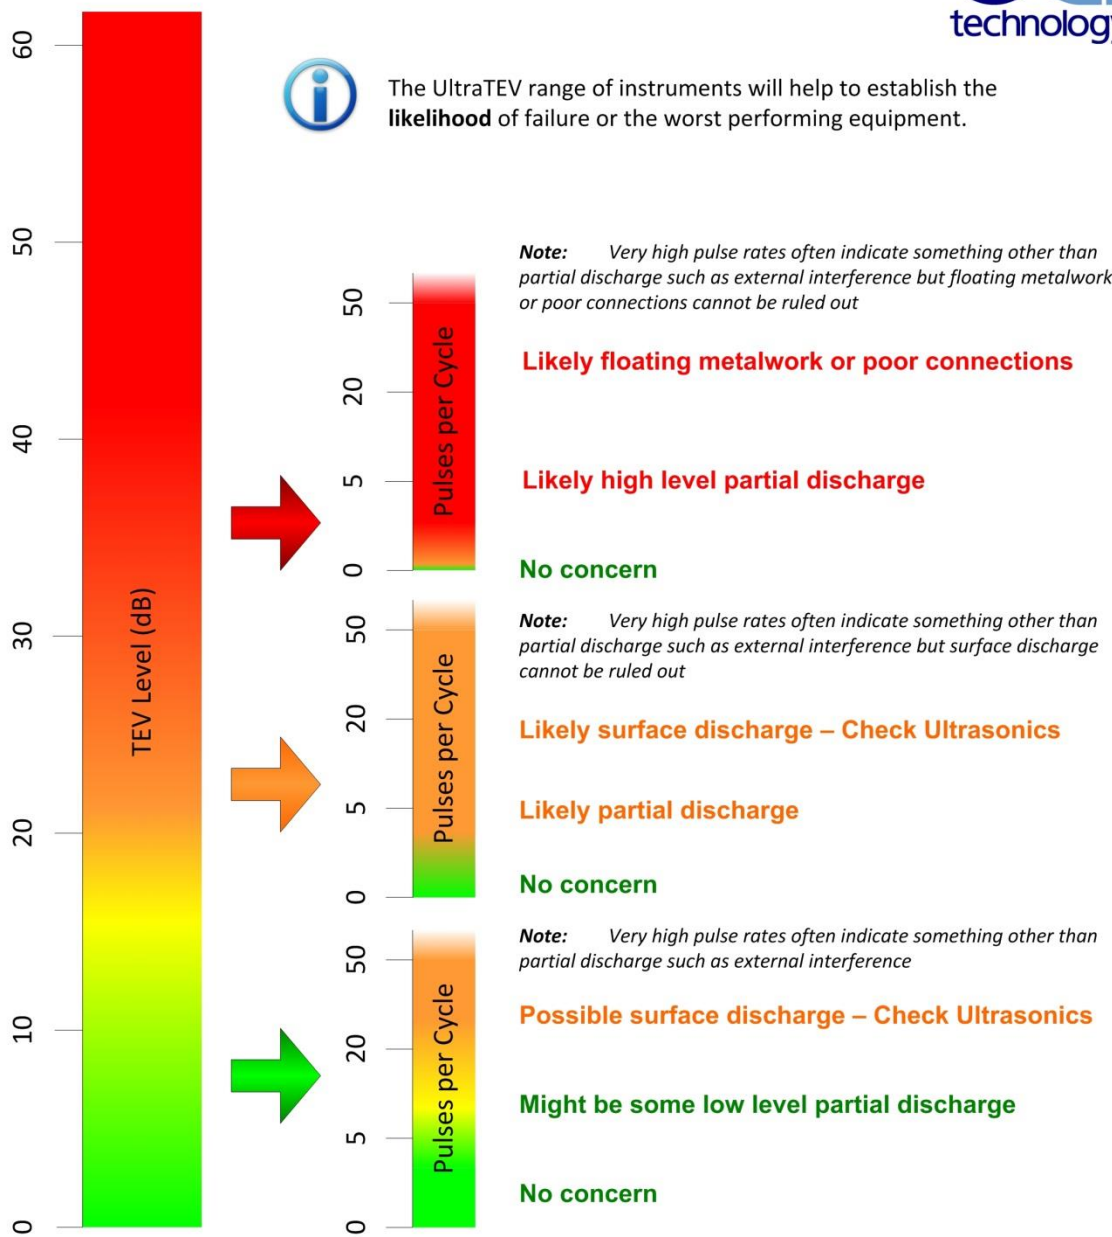 technology
The UltraTEV range of instruments will help to establish the
likelihood of failure or the worst performing equipment.
60
50
40
30
20
10
0
TEV Level (dB)
50
20
5
0
Pulses per Cycle
Note: Very high pulse rates often indicate something other than
partial discharge such as external interference but floating metalwork
or poor connections cannot be ruled out
Likely floating metalwork or poor connections
Likely high level partial discharge
No concern
50
20
5
0
Pulses per Cycle
Note: Very high pulse rates often indicate something other than
partial discharge such as external interference but surface discharge
cannot be ruled out
Likely surface discharge – Check Ultrasonics
Likely partial discharge
No concern
50
20
5
0
Pulses per Cycle
Note: Very high pulse rates often indicate something other than
partial discharge such as external interference
Possible surface discharge – Check Ultrasonics
Might be some low level partial discharge
No concern